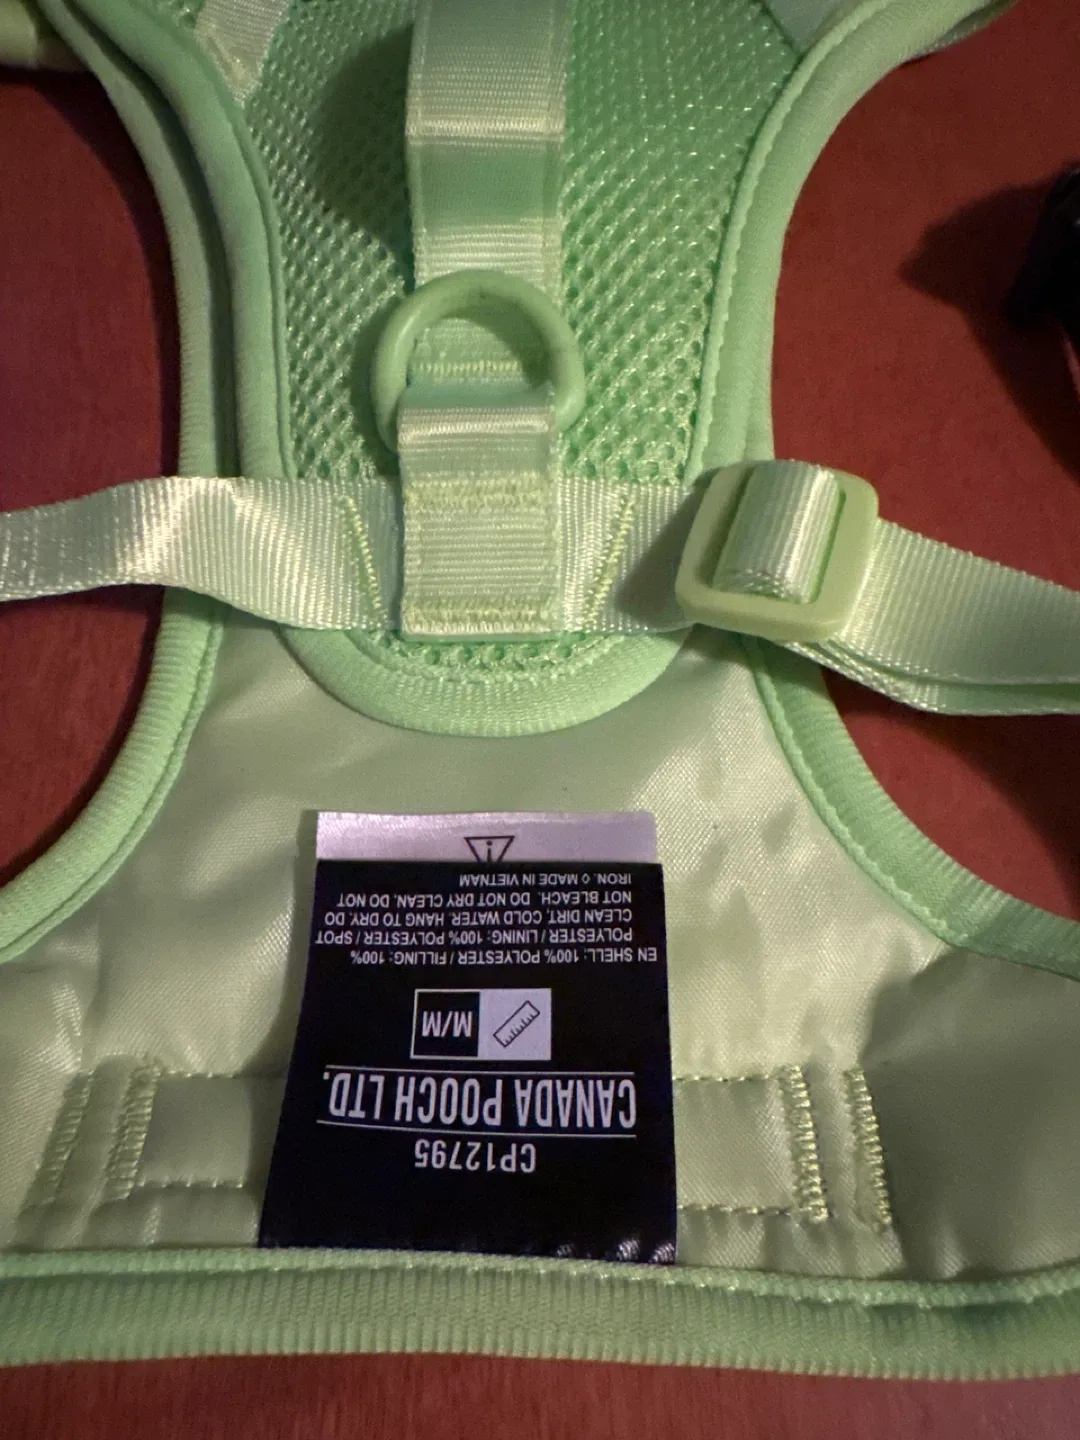 CP12795
CANADA POOCH LTD.
M/M
EN SHELL: 100% POLYESTER / FILLING: 100%
POLYESTER / LINING: 100% POLYESTER / SPOT
CLEAN DIRT, COLD WATER. HANG TO DRY. DO
NOT BLEACH. DO NOT DRY CLEAN. DO NOT
IRON. ◊ MADE IN VIETNAM